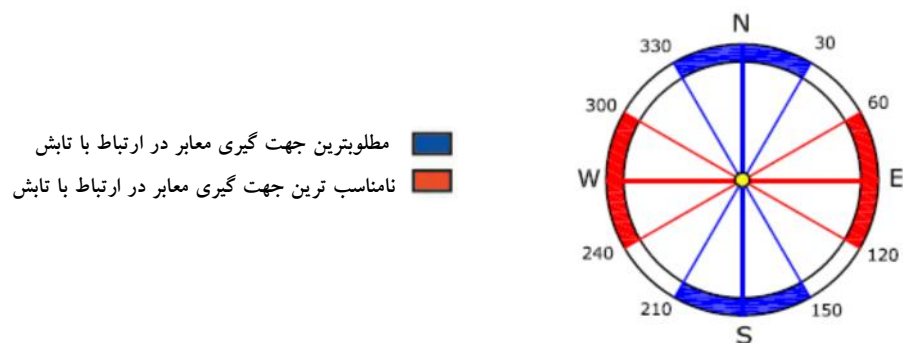 مطلوبترین جهت گیری معابر در ارتباط با تابش
نامناسب ترین جهت گیری معابر در ارتباط با تابش
N
330
30
300
60
W
E
240
120
210
150
S